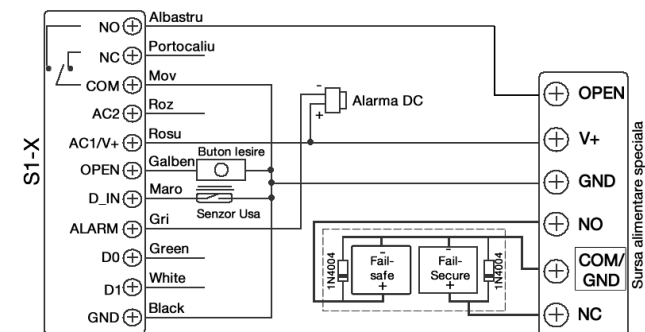 S1-X
NO Albastru
NC Portocaliu
COM Mov
AC2 Roz
AC1/V+ Rosu
OPEN Galben
D_IN Maro
ALARM Gri
D0 Green
D1 White
GND Black
Buton Iesire
Senzor Usa
-
+
Alarma DC
1N4004
-
Fail-
safe
+
-
Fail-
Secure
+
1N4004
OPEN
V+
GND
NO
COM/
GND
NC
Sursa alimentare speciala